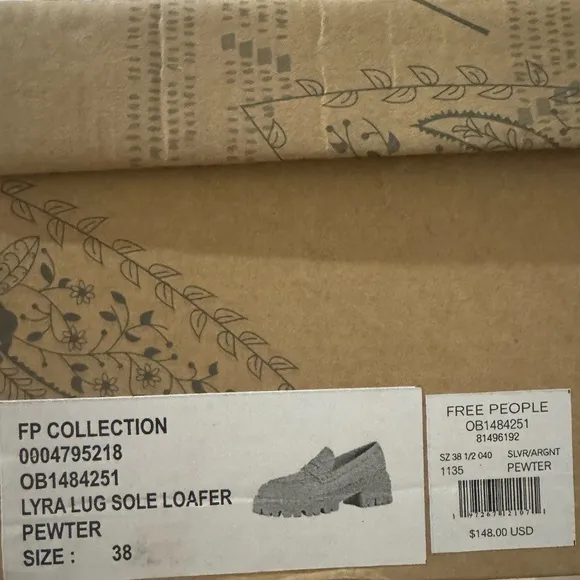 FP COLLECTION
0004795218
OB1484251
LYRA LUG SOLE LOAFER
PEWTER
SIZE : 38
FREE PEOPLE
OB1484251
81496192
SZ 38 1/2 040 SLVR/ARGNT
1135 PEWTER
$148.00 USD